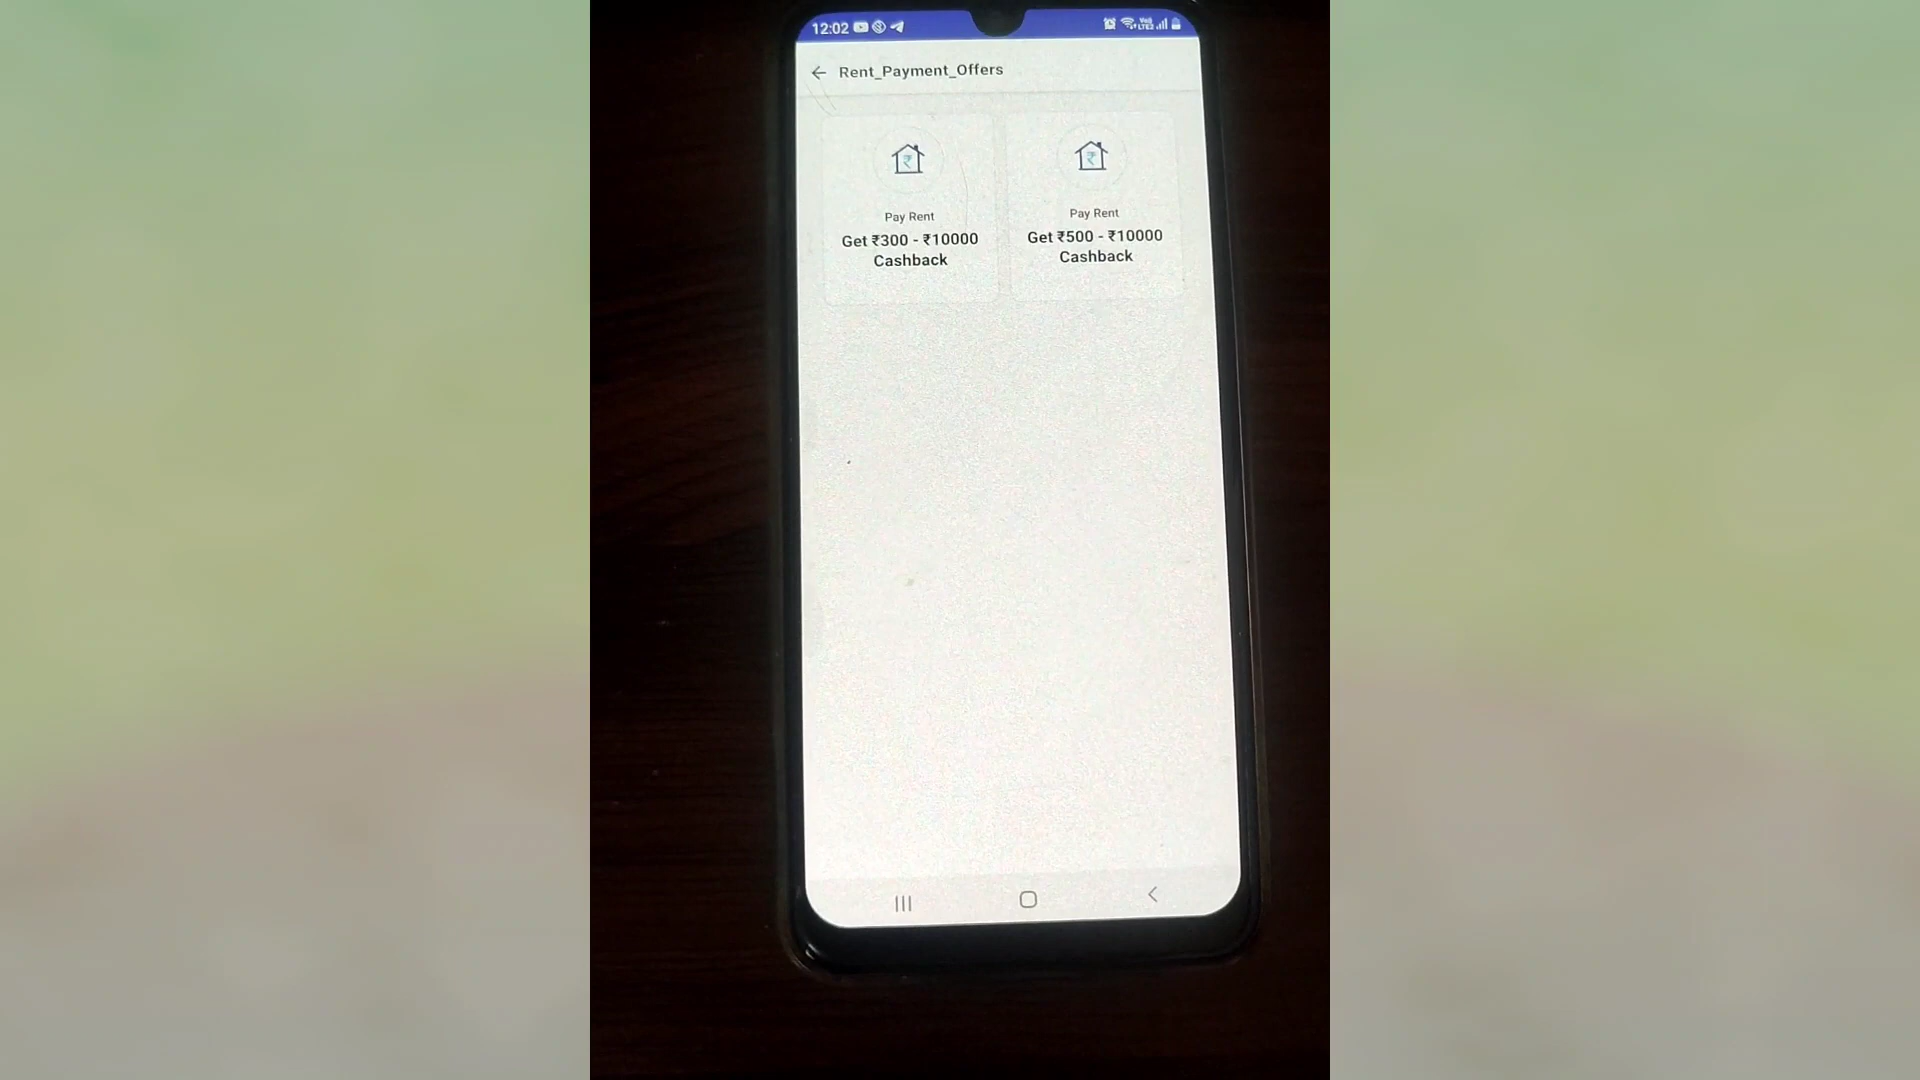 12:02
Rent_Payment_Offers
Pay Rent
Get ₹300 - ₹10000
Cashback
Pay Rent
Get ₹500 - ₹10000
Cashback